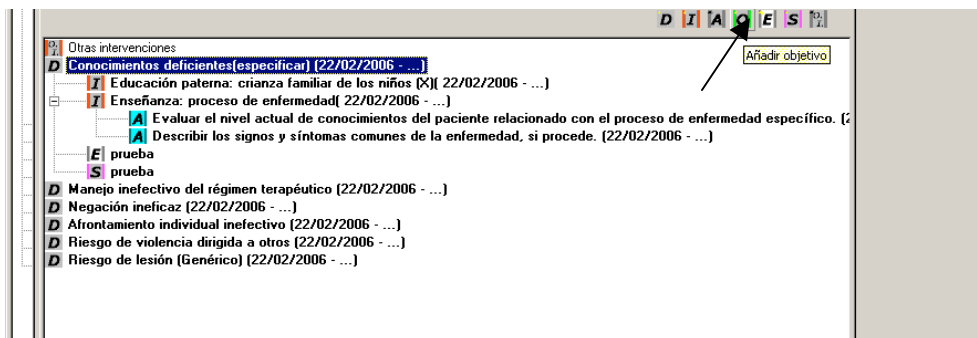 D I A O E S O.I.
Añadir objetivo
O.I. Otras intervenciones
D Conocimientos deficientes(especificar) (22/02/2006 - ...)
I Educación paterna: crianza familiar de los niños (X)( 22/02/2006 - ...)
I Enseñanza: proceso de enfermedad( 22/02/2006 - ...)
A Evaluar el nivel actual de conocimientos del paciente relacionado con el proceso de enfermedad específico. (2
A Describir los signos y síntomas comunes de la enfermedad, si procede. (22/02/2006 - ...)
E prueba
S prueba
D Manejo inefectivo del régimen terapéutico (22/02/2006 - ...)
D Negación ineficaz (22/02/2006 - ...)
D Afrontamiento individual inefectivo (22/02/2006 - ...)
D Riesgo de violencia dirigida a otros (22/02/2006 - ...)
D Riesgo de lesión (Genérico) (22/02/2006 - ...)